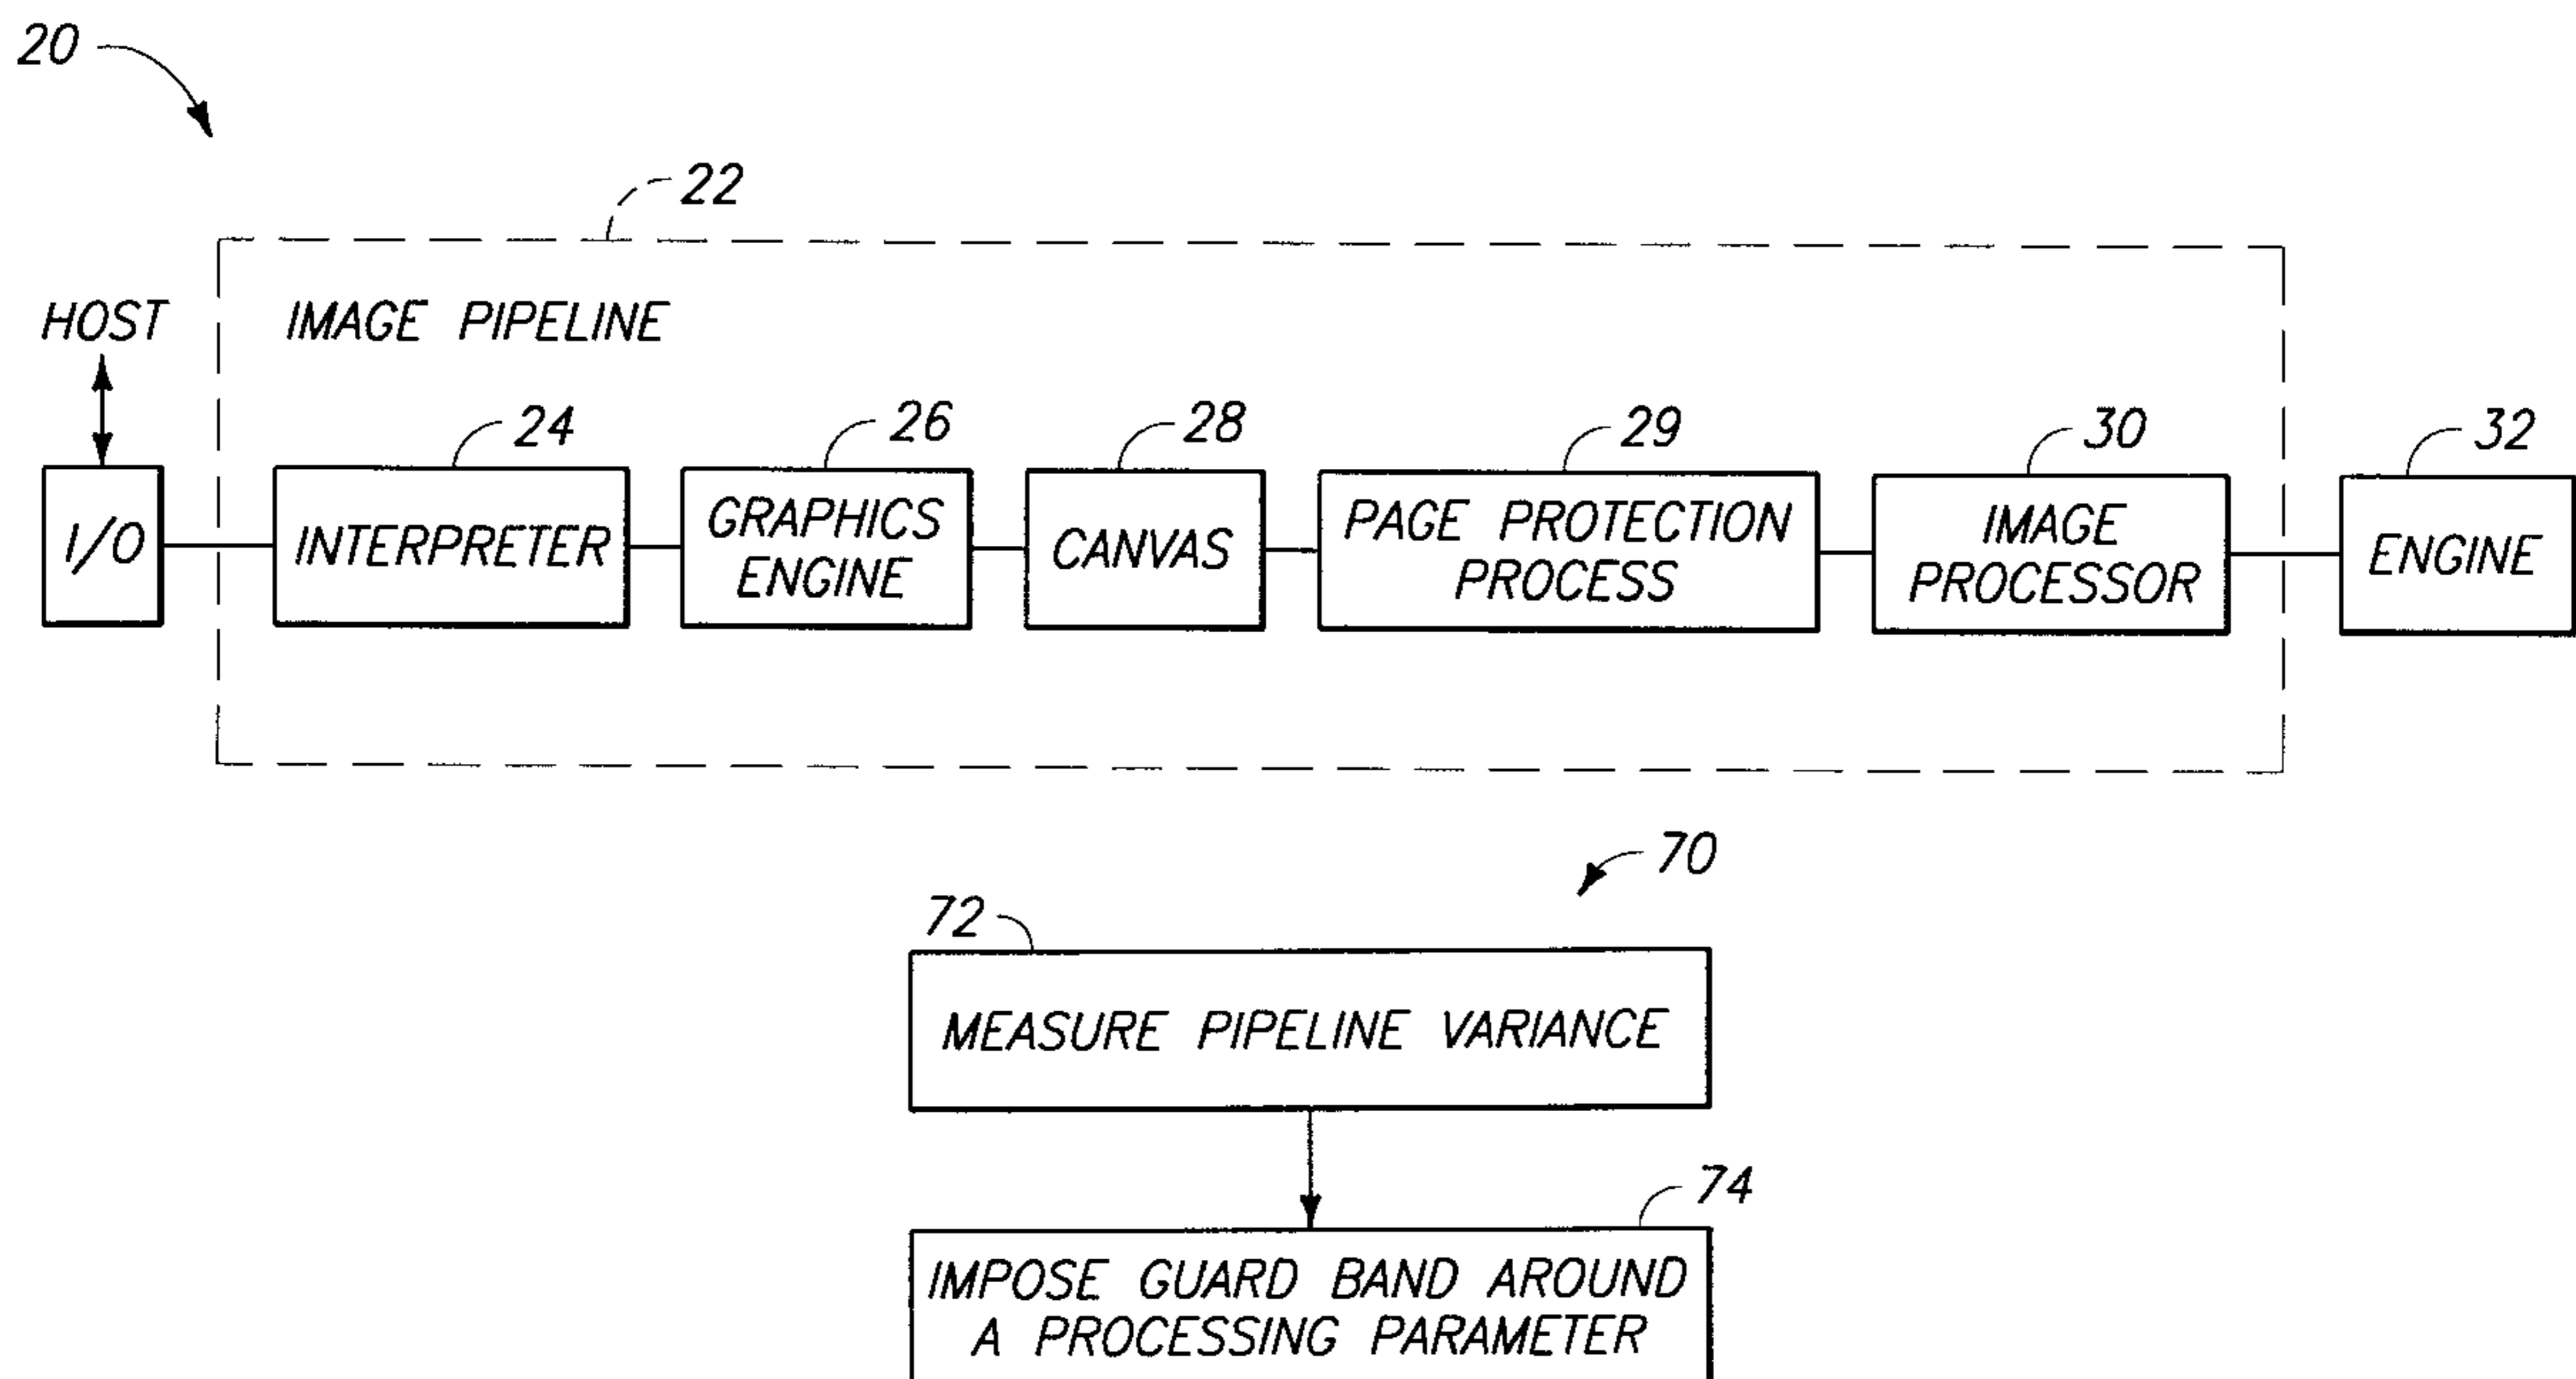 20
22
HOST
IMAGE PIPELINE
24
26
28
29
30
32
I/O
INTERPRETER
GRAPHICS
ENGINE
CANVAS
PAGE PROTECTION
PROCESS
IMAGE
PROCESSOR
ENGINE
70
72
MEASURE PIPELINE VARIANCE
74
IMPOSE GUARD BAND AROUND
A PROCESSING PARAMETER